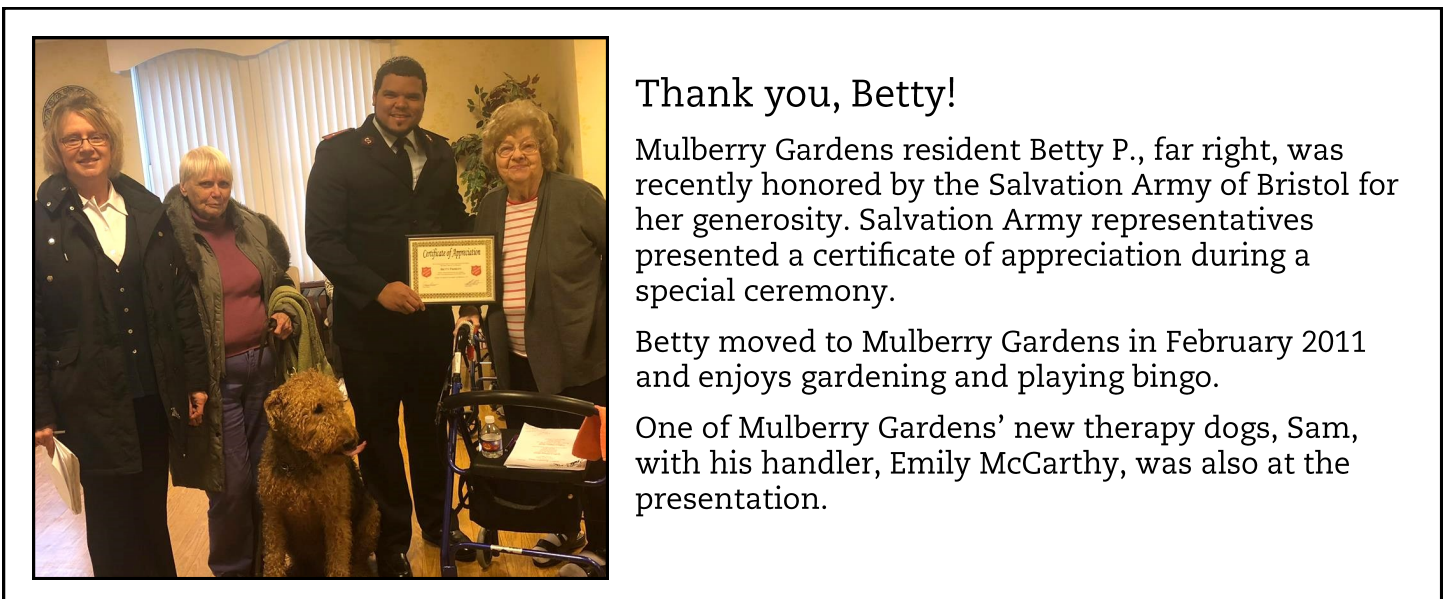 Thank you, Betty!
Mulberry Gardens resident Betty P., far right, was
recently honored by the Salvation Army of Bristol for
her generosity. Salvation Army representatives
presented a certificate of appreciation during a
special ceremony.
Betty moved to Mulberry Gardens in February 2011
and enjoys gardening and playing bingo.
One of Mulberry Gardens’ new therapy dogs, Sam,
with his handler, Emily McCarthy, was also at the
presentation.
Certificate of Appreciation